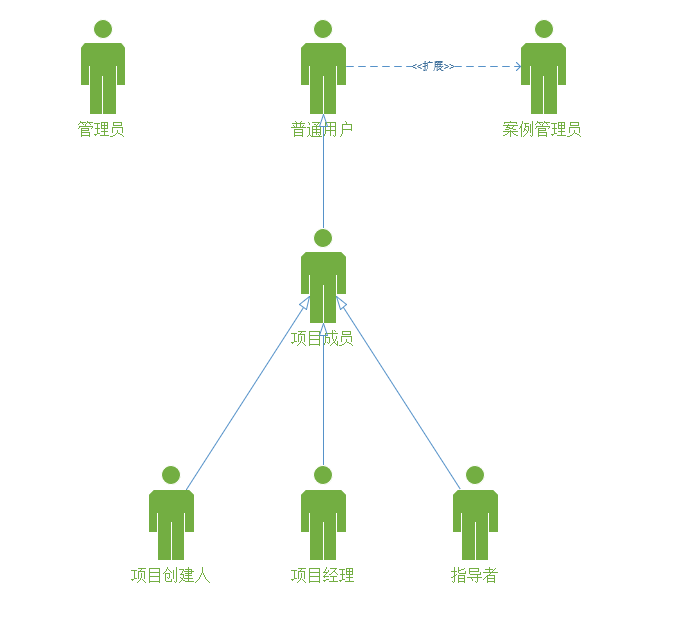 <<扩展>>
管理员
普通用户
案例管理员
项目成员
项目创建人
项目经理
指导者